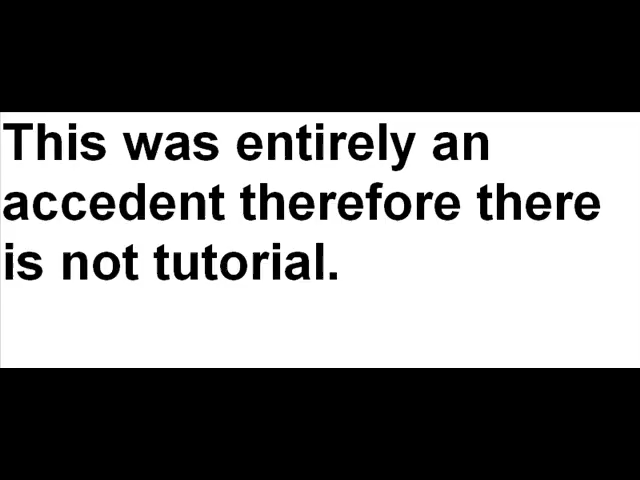 This was entirely an
accedent therefore there
is not tutorial.